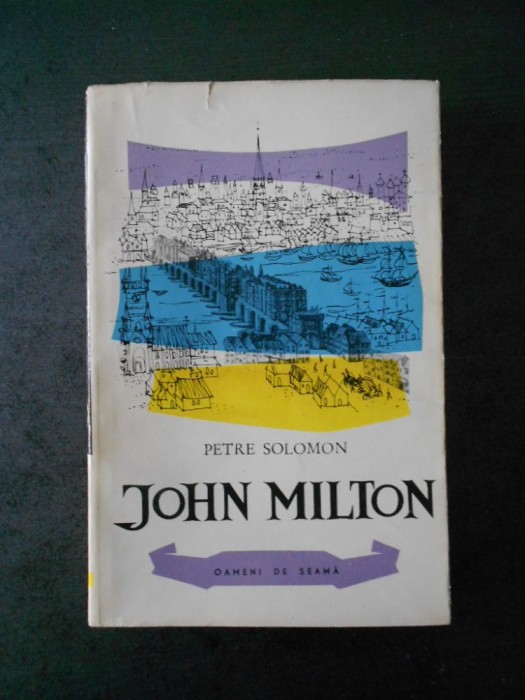 PETRE SOLOMON
JOHN MILTON
OAMENI DE SEAMĂ